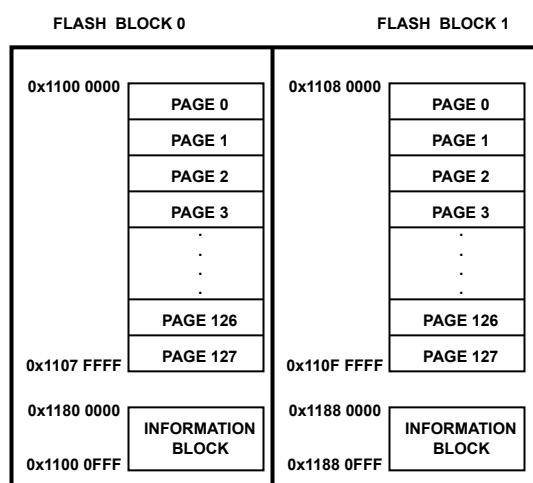 FLASH BLOCK 0
0x1100 0000
PAGE 0
PAGE 1
PAGE 2
PAGE 3
.
.
.
.
PAGE 126
PAGE 127
0x1107 FFFF
0x1180 0000
INFORMATION
BLOCK
0x1100 0FFF
FLASH BLOCK 1
0x1108 0000
PAGE 0
PAGE 1
PAGE 2
PAGE 3
.
.
.
.
PAGE 126
PAGE 127
0x110F FFFF
0x1188 0000
INFORMATION
BLOCK
0x1188 0FFF